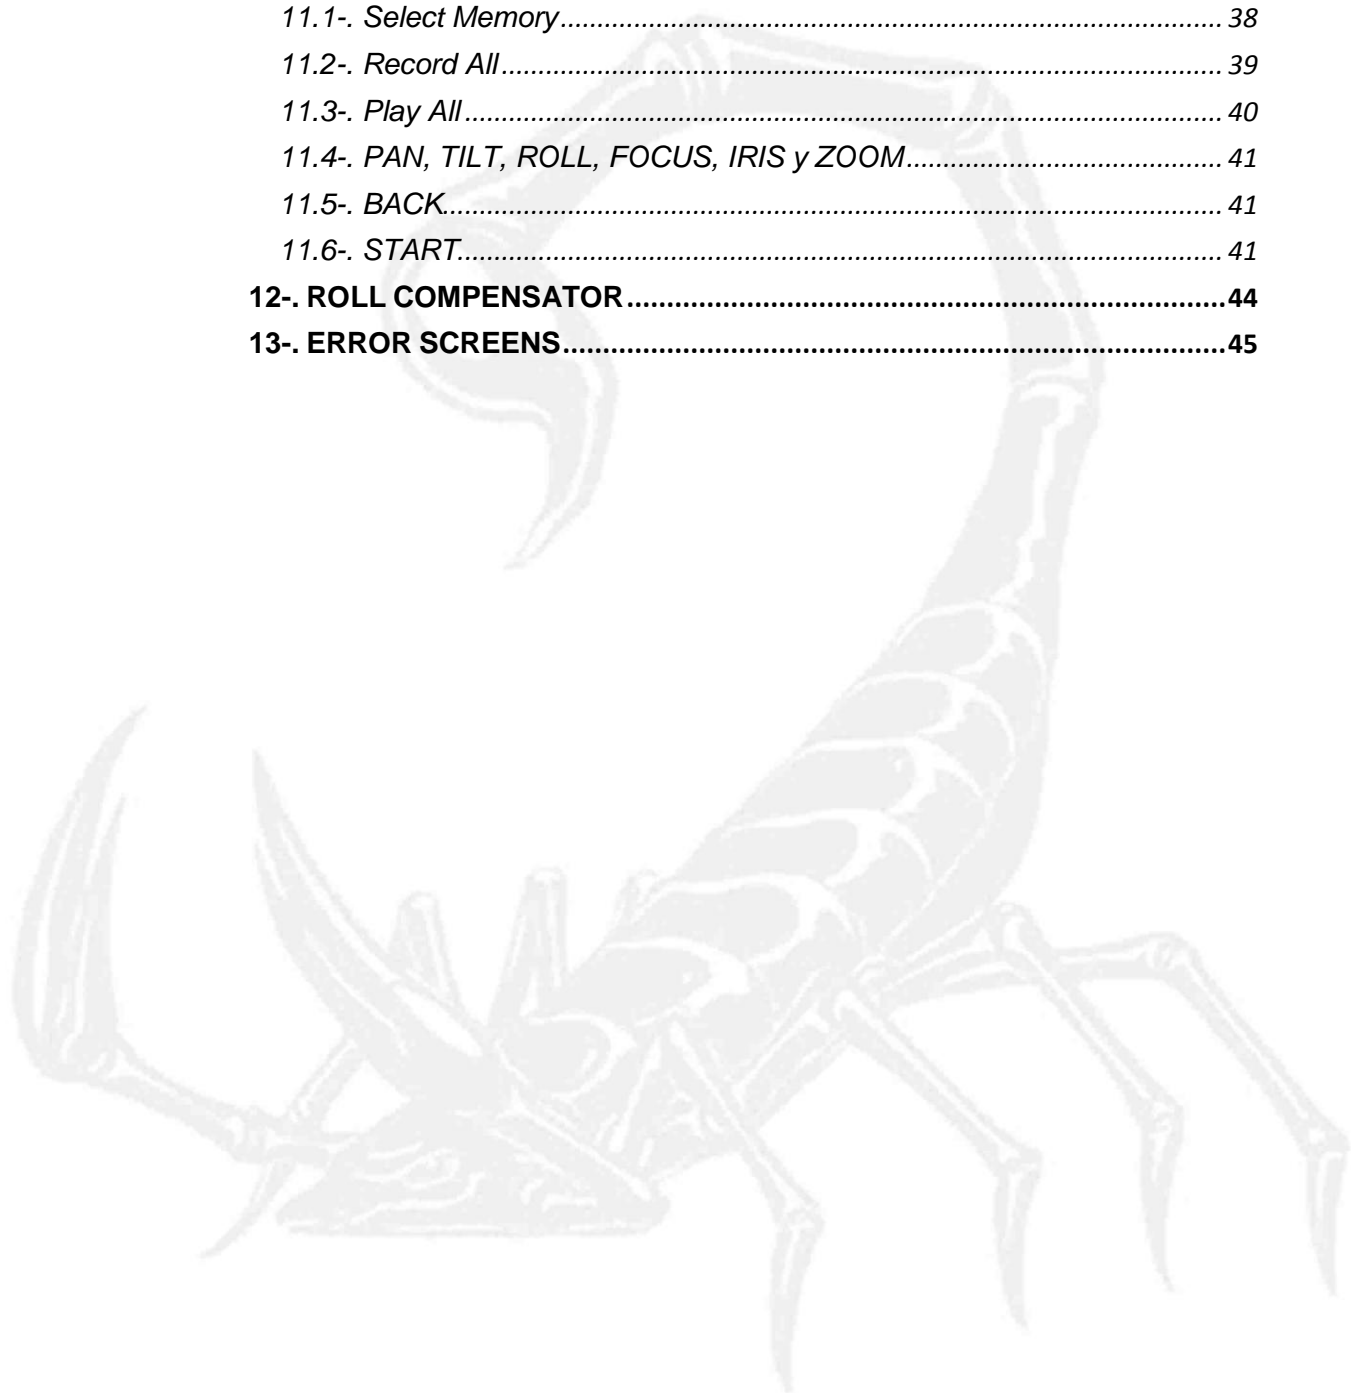 11.1-. Select Memory........................................................................................ 38
11.2-. Record All................................................................................................ 39
11.3-. Play All..................................................................................................... 40
11.4-. PAN, TILT, ROLL, FOCUS, IRIS y ZOOM........................................... 41
11.5-. BACK........................................................................................................ 41
11.6-. START...................................................................................................... 41
12-. ROLL COMPENSATOR.........................................................................44
13-. ERROR SCREENS.................................................................................45